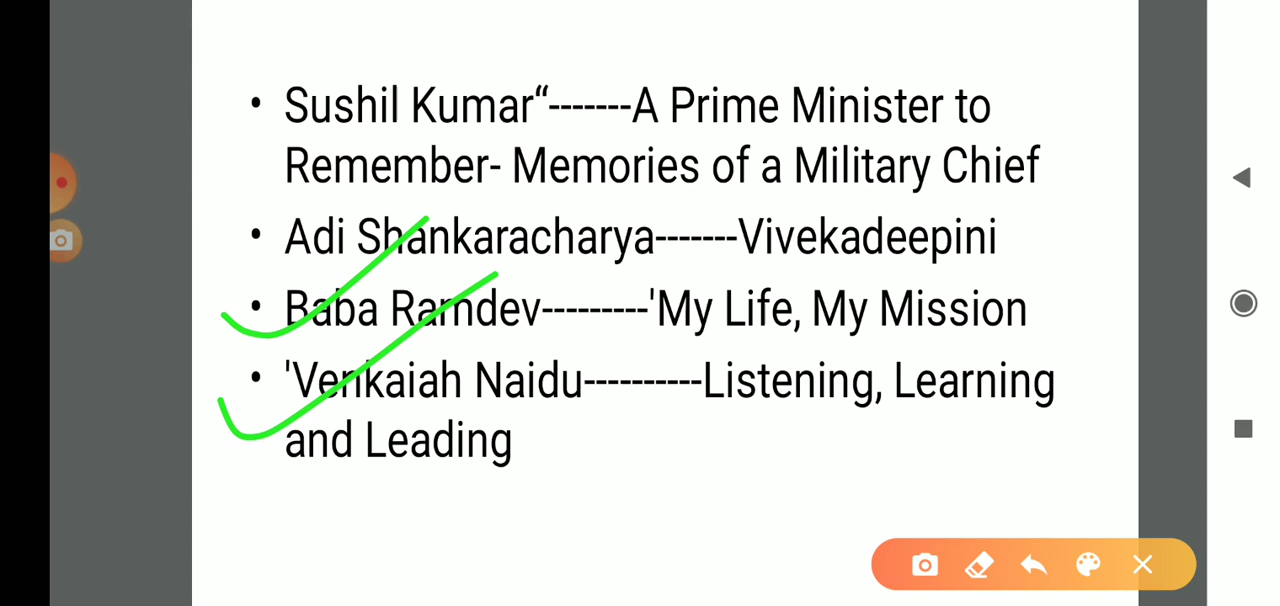 • Sushil Kumar“-------A Prime Minister to
Remember- Memories of a Military Chief
• Adi Shankaracharya-------Vivekadeepini
• Baba Ramdev---------'My Life, My Mission
• 'Venkaiah Naidu----------Listening, Learning
and Leading